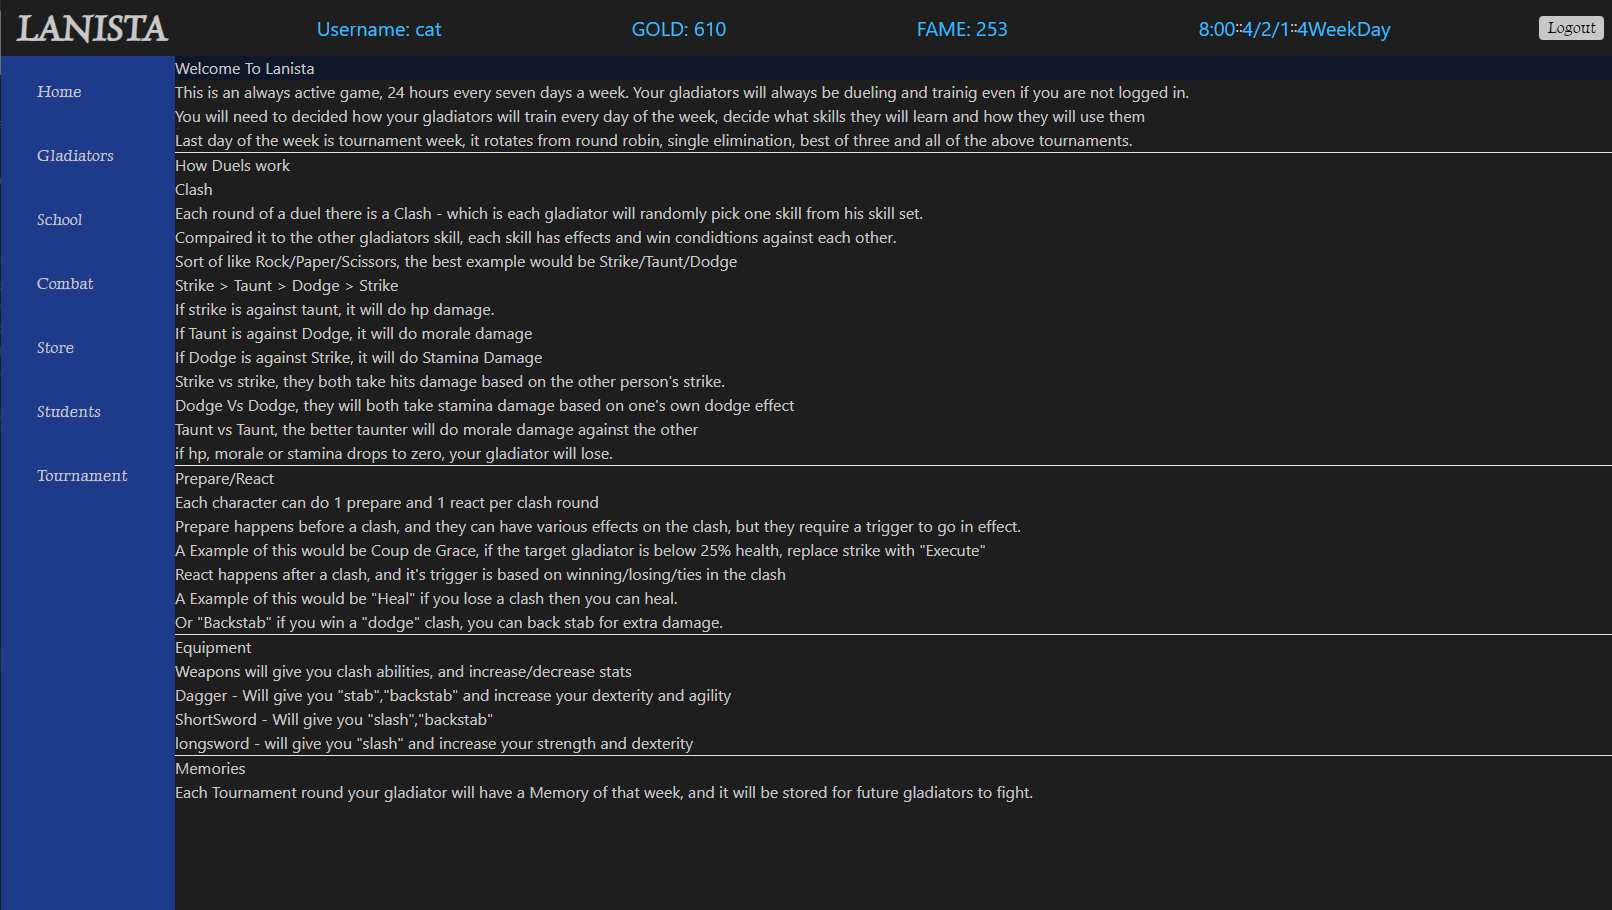 LANISTA
Username: cat
GOLD: 610
FAME: 253
8:00::4/2/1::4WeekDay
Logout
Home
Gladiators
School
Combat
Store
Students
Tournament
Welcome To Lanista
This is an always active game, 24 hours every seven days a week. Your gladiators will always be dueling and trainig even if you are not logged in.
You will need to decided how your gladiators will train every day of the week, decide what skills they will learn and how they will use them
Last day of the week is tournament week, it rotates from round robin, single elimination, best of three and all of the above tournaments.
How Duels work
Clash
Each round of a duel there is a Clash - which is each gladiator will randomly pick one skill from his skill set.
Compaired it to the other gladiators skill, each skill has effects and win condidtions against each other.
Sort of like Rock/Paper/Scissors, the best example would be Strike/Taunt/Dodge
Strike > Taunt > Dodge > Strike
If strike is against taunt, it will do hp damage.
If Taunt is against Dodge, it will do morale damage
If Dodge is against Strike, it will do Stamina Damage
Strike vs strike, they both take hits damage based on the other person's strike.
Dodge Vs Dodge, they will both take stamina damage based on one's own dodge effect
Taunt vs Taunt, the better taunter will do morale damage against the other
if hp, morale or stamina drops to zero, your gladiator will lose.
Prepare/React
Each character can do 1 prepare and 1 react per clash round
Prepare happens before a clash, and they can have various effects on the clash, but they require a trigger to go in effect.
A Example of this would be Coup de Grace, if the target gladiator is below 25% health, replace strike with "Execute"
React happens after a clash, and it's trigger is based on winning/losing/ties in the clash
A Example of this would be "Heal" if you lose a clash then you can heal.
Or "Backstab" if you win a "dodge" clash, you can back stab for extra damage.
Equipment
Weapons will give you clash abilities, and increase/decrease stats
Dagger - Will give you "stab","backstab" and increase your dexterity and agility
ShortSword - Will give you "slash","backstab"
longsword - will give you "slash" and increase your strength and dexterity
Memories
Each Tournament round your gladiator will have a Memory of that week, and it will be stored for future gladiators to fight.